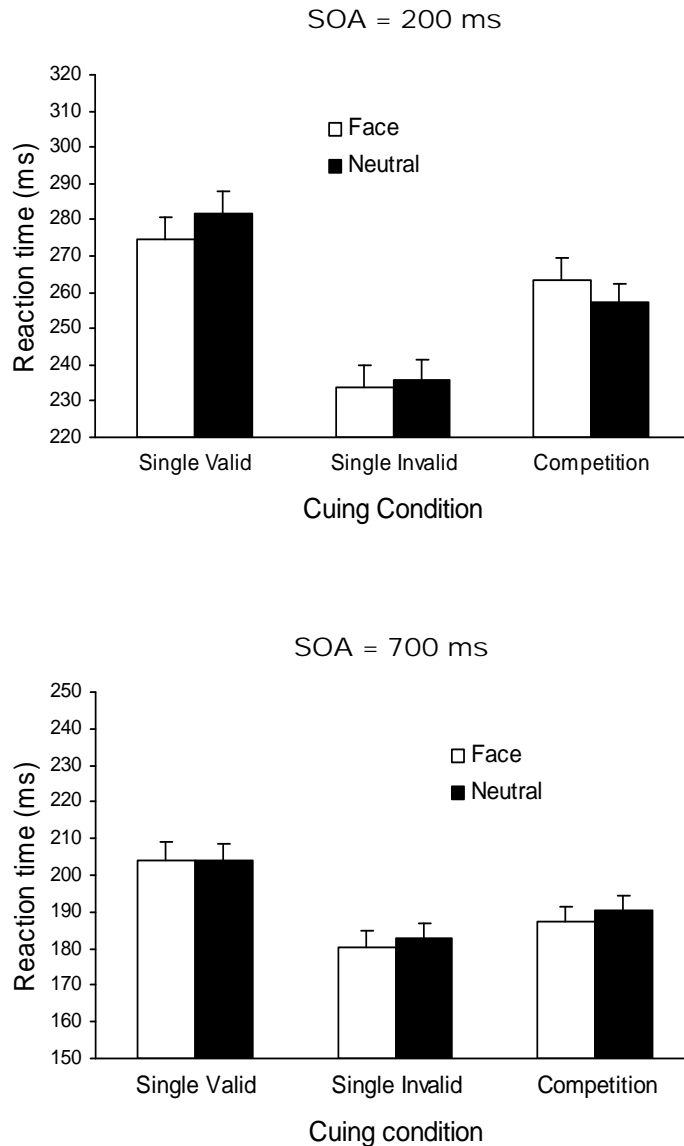 SOA = 200 ms
320
310
300
290
280
270
260
250
240
230
220
Reaction time (ms)
Face
Neutral
Single Valid Single Invalid Competition
Cuing Condition
SOA = 700 ms
250
240
230
220
210
200
190
180
170
160
150
Reaction time (ms)
Face
Neutral
Single Valid Single Invalid Competition
Cuing condition